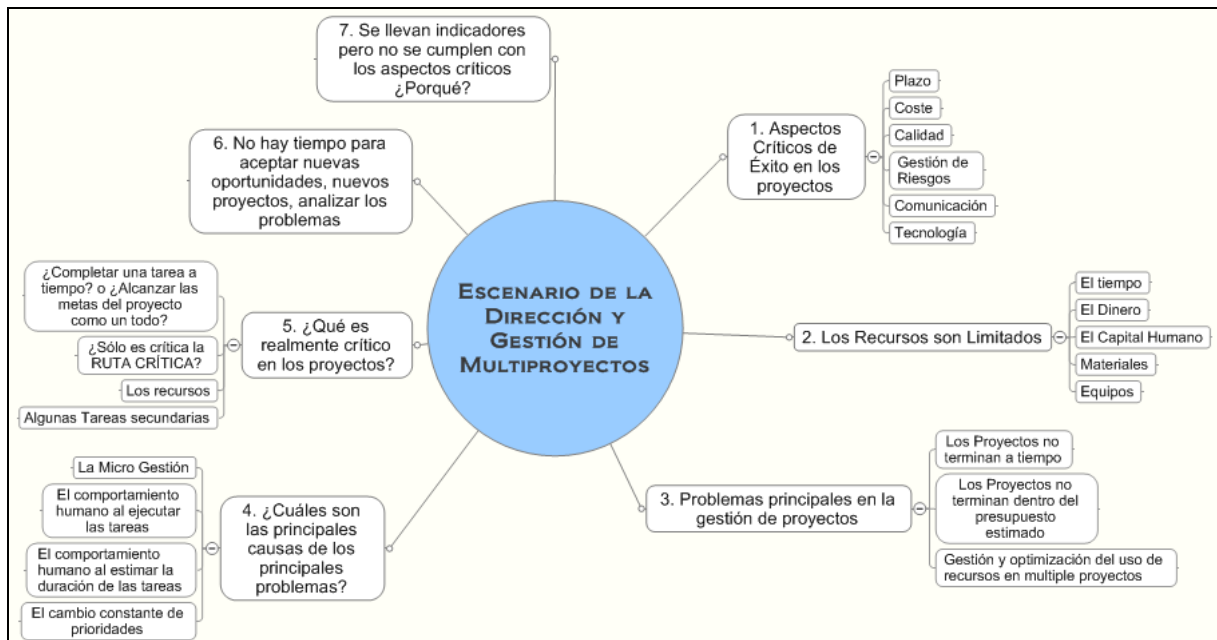 7. Se llevan indicadores
pero no se cumplen con
los aspectos críticos
¿Porqué?
6. No hay tiempo para
aceptar nuevas
oportunidades, nuevos
proyectos, analizar los
problemas
¿Completar una tarea a
tiempo? o ¿Alcanzar las
metas del proyecto
como un todo?
¿Sólo es crítica la
RUTA CRÍTICA?
Los recursos
Algunas Tareas secundarias
5. ¿Qué es
realmente crítico
en los proyectos?
La Micro Gestión
El comportamiento
humano al ejecutar
las tareas
El comportamiento
humano al estimar la
duración de las tareas
El cambio constante de
prioridades
4. ¿Cuáles son
las principales
causas de los
principales
problemas?
Escenario de la
Dirección y
Gestión de
Multiproyectos
1. Aspectos
Críticos de
Éxito en los
proyectos
Plazo
Coste
Calidad
Gestión de
Riesgos
Comunicación
Tecnología
2. Los Recursos son Limitados
El tiempo
El Dinero
El Capital Humano
Materiales
Equipos
3. Problemas principales en la
gestión de proyectos
Los Proyectos no
terminan a tiempo
Los Proyectos no
terminan dentro del
presupuesto
estimado
Gestión y optimización del uso de
recursos en multiple proyectos